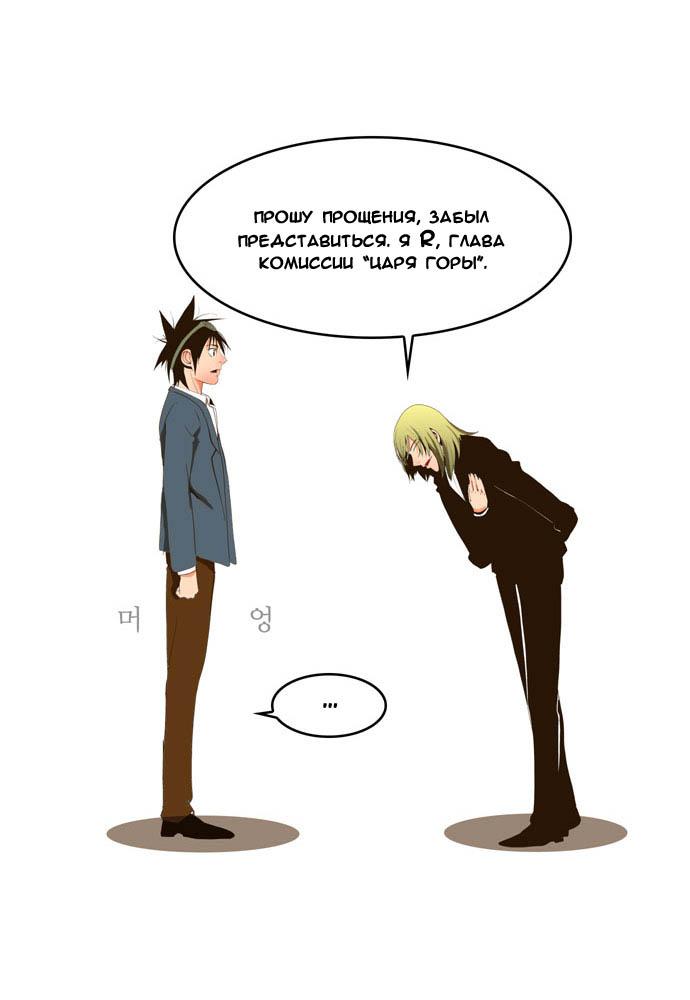 прошу прощения, забыл
представиться. я R, глава
комиссии "царя горы".
머 엉
...